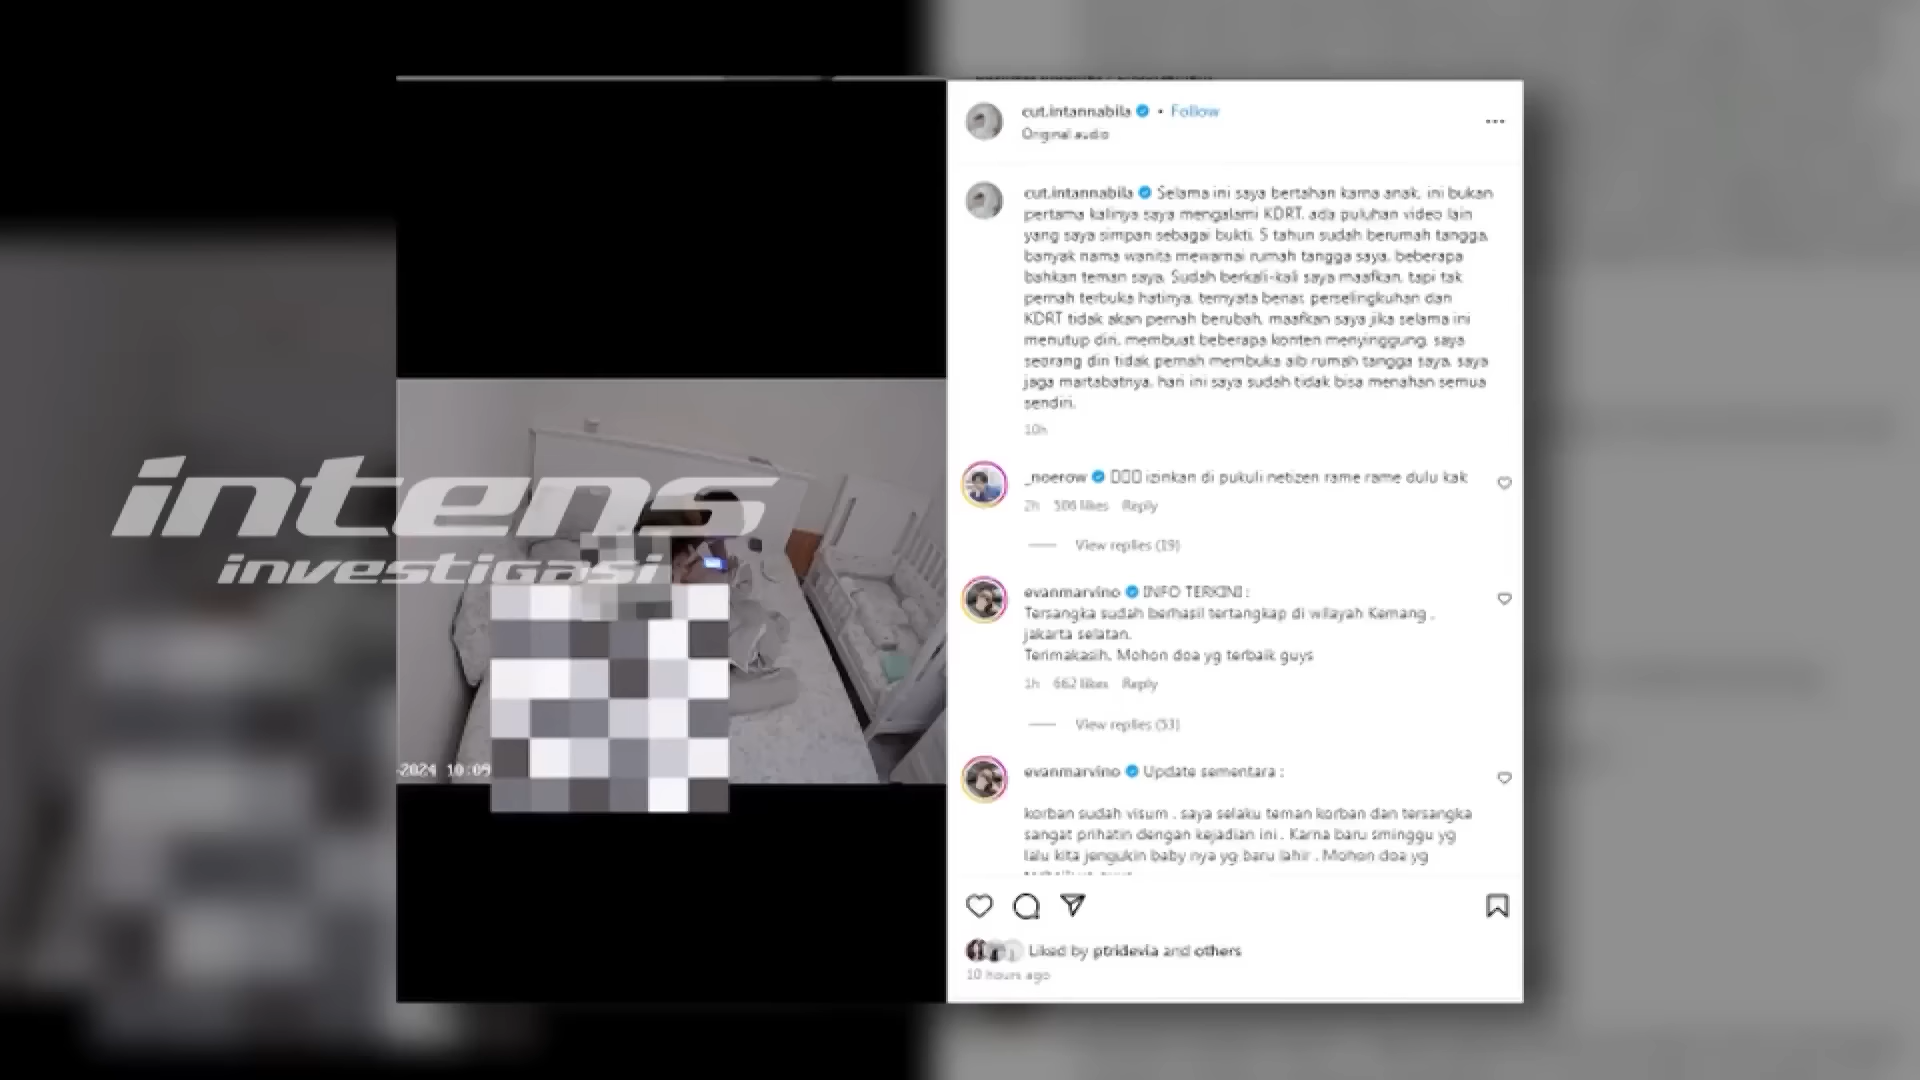 intens
investigasi
-2024 10:09
cut.intannabila • Follow
Original audio
cut.intannabila Selama ini saya bertahan karna anak, ini bukan
pertama kalinya saya mengalami KDRT. ada puluhan video lain
yang saya simpan sebagai bukti. 5 tahun sudah berumah tangga,
banyak nama wanita mewarnai rumah tangga saya, beberapa
bahkan teman saya. Sudah berkali-kali saya maafkan, tapi tak
pernah terbuka hatinya, ternyata benar, perselingkuhan dan
KDRT tidak akan pernah berubah, maafkan saya jika selama ini
menutup diri, membuat beberapa konten menyinggung, saya
seorang diri tidak pernah membuka aib rumah tangga saya, saya
jaga martabatnya, hari ini saya sudah tidak bisa menahan semua
sendiri.
10h
_noerow izinkan di pukuli netizen rame rame dulu kak
2h 506 likes Reply
View replies (19)
evanmarvino INFO TERKINI :
Tersangka sudah berhasil tertangkap di wilayah Kemang ,
jakarta selatan.
Terimakasih. Mohon doa yg terbaik guys
1h 662 likes Reply
View replies (53)
evanmarvino Update sementara :
korban sudah visum . saya selaku teman korban dan tersangka
sangat prihatin dengan kejadian ini . Karna baru sminggu yg
lalu kita jengukin baby nya yg baru lahir . Mohon doa yg
Liked by ptridevia and others
10 hours ago